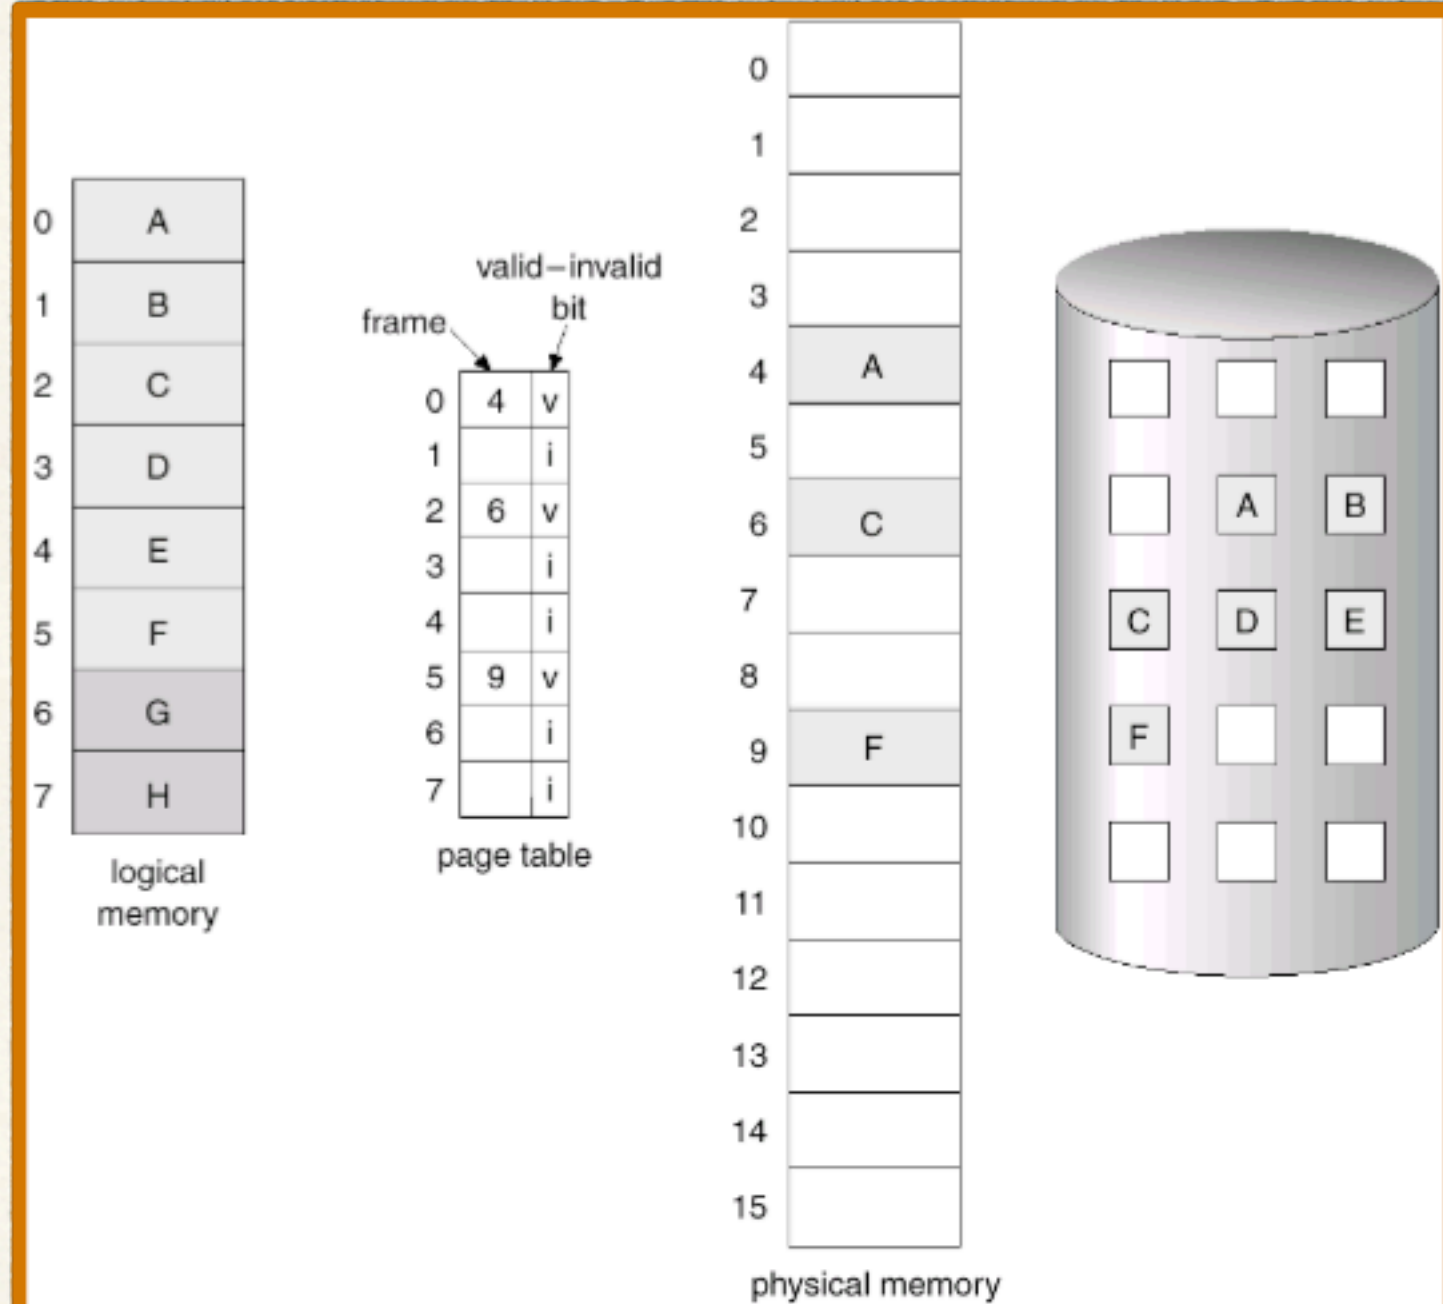 0 A
1 B
2 C
3 D
4 E
5 F
6 G
7 H
logical
memory
valid–invalid
bit
frame
0 4 v
1 i
2 6 v
3 i
4 i
5 9 v
6 i
7 i
page table
0
1
2
3
4 A
5
6 C
7
8
9 F
10
11
12
13
14
15
physical memory
A B
C D E
F